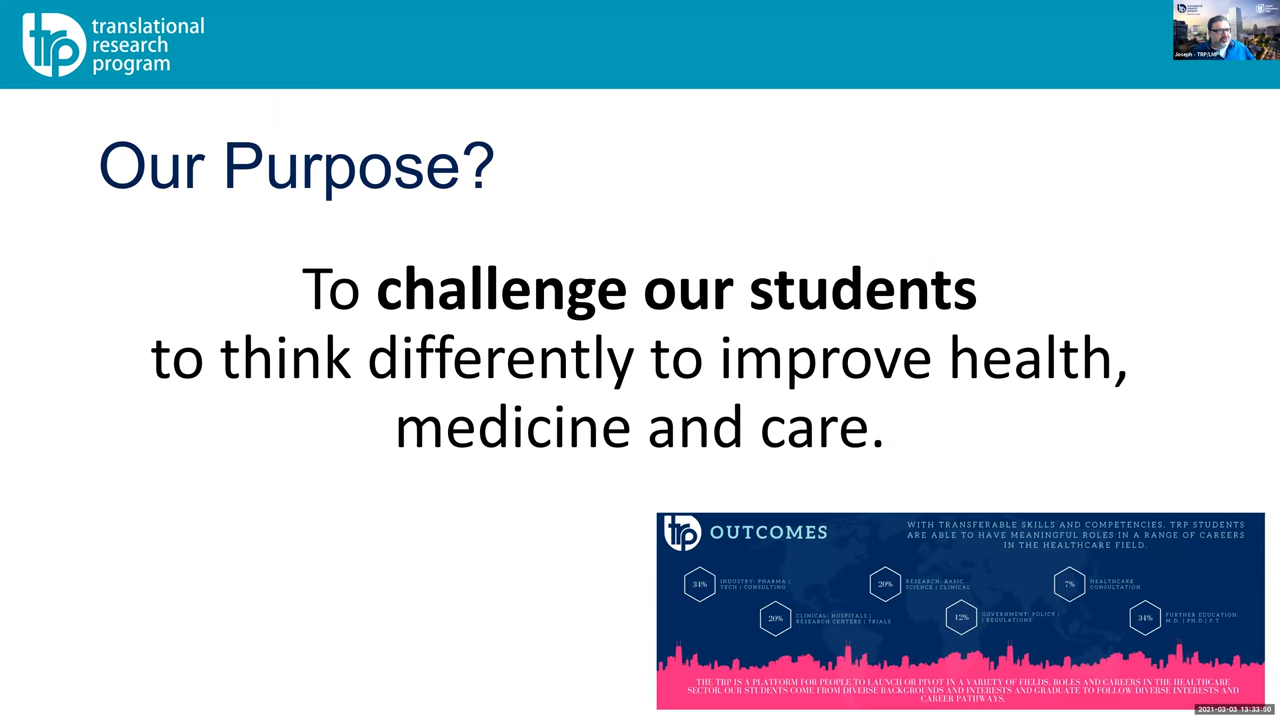 trp translational
research
program
Joseph - TRP/LMP
Our Purpose?
To challenge our students
to think differently to improve health,
medicine and care.
trp OUTCOMES
WITH TRANSFERABLE SKILLS AND COMPETENCIES, TRP STUDENTS
ARE ABLE TO HAVE MEANINGFUL ROLES IN A RANGE OF CAREERS
IN THE HEALTHCARE FIELD.
34% INDUSTRY: PHARMA |
TECH | CONSULTING
20% RESEARCH: BASIC
SCIENCE | CLINICAL
7% HEALTHCARE
CONSULTATION
20% CLINICAL: HOSPITALS |
RESEARCH CENTERS | TRIALS
12% GOVERNMENT: POLICY |
| REGULATIONS
34% FURTHER EDUCATION:
M.D. | PH.D | P.T.
THE TRP IS A PLATFORM FOR PEOPLE TO LAUNCH OR PIVOT IN A VARIETY OF FIELDS, ROLES AND CAREERS IN THE HEALTHCARE
SECTOR. OUR STUDENTS COME FROM DIVERSE BACKGROUNDS AND INTERESTS AND GRADUATE TO FOLLOW DIVERSE INTERESTS AND
CAREER PATHWAYS.
2021-03-03 13:33:50